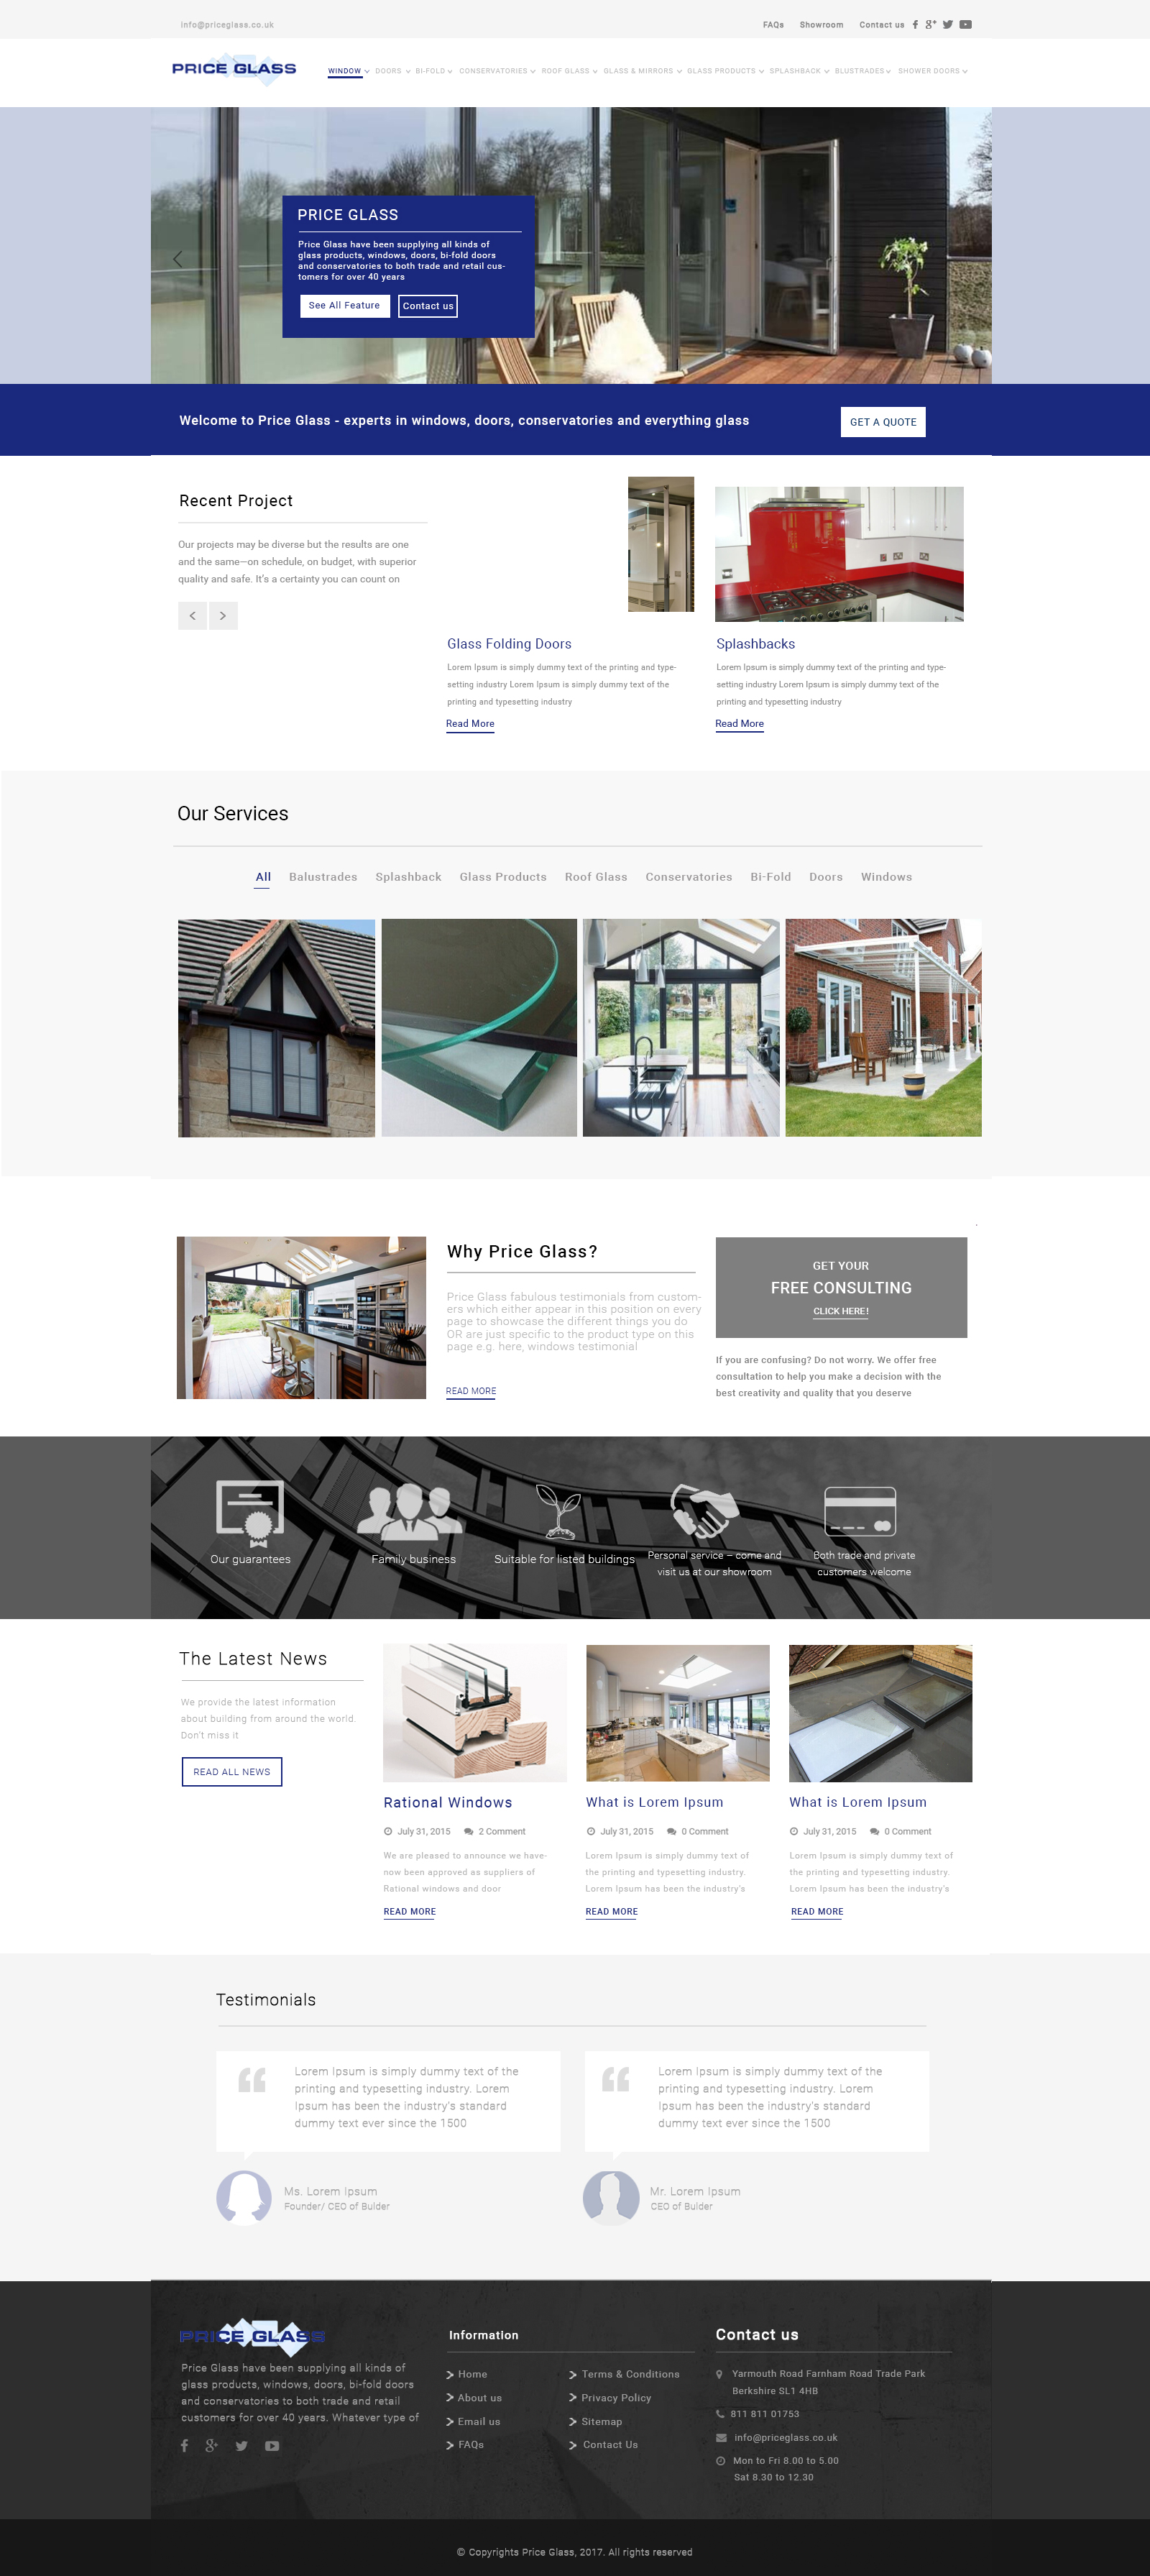 info@priceglass.co.uk
FAQs Showroom Contact us
PRICE GLASS
WINDOW DOORS BI-FOLD CONSERVATORIES ROOF GLASS GLASS & MIRRORS GLASS PRODUCTS SPLASHBACK BLUSTRADES SHOWER DOORS
PRICE GLASS
Price Glass have been supplying all kinds of
glass products, windows, doors, bi-fold doors
and conservatories to both trade and retail cus-
tomers for over 40 years
See All Feature Contact us
Welcome to Price Glass - experts in windows, doors, conservatories and everything glass
GET A QUOTE
Recent Project
Our projects may be diverse but the results are one
and the same—on schedule, on budget, with superior
quality and safe. It's a certainty you can count on
Glass Folding Doors
Lorem Ipsum is simply dummy text of the printing and type-
setting industry Lorem Ipsum is simply dummy text of the
printing and typesetting industry
Read More
Splashbacks
Lorem Ipsum is simply dummy text of the printing and type-
setting industry Lorem Ipsum is simply dummy text of the
printing and typesetting industry
Read More
Our Services
All Balustrades Splashback Glass Products Roof Glass Conservatories Bi-Fold Doors Windows
Why Price Glass?
Price Glass fabulous testimonials from custom-
ers which either appear in this position on every
page to showcase the different things you do
OR are just specific to the product type on this
page e.g. here, windows testimonial
READ MORE
GET YOUR
FREE CONSULTING
CLICK HERE!
If you are confusing? Do not worry. We offer free
consultation to help you make a decision with the
best creativity and quality that you deserve
Our guarantees
Family business
Suitable for listed buildings
Personal service – come and
visit us at our showroom
Both trade and private
customers welcome
The Latest News
We provide the latest information
about building from around the world.
Don't miss it
READ ALL NEWS
Rational Windows
July 31, 2015 2 Comment
We are pleased to announce we have-
now been approved as suppliers of
Rational windows and door
READ MORE
What is Lorem Ipsum
July 31, 2015 0 Comment
Lorem Ipsum is simply dummy text of
the printing and typesetting industry.
Lorem Ipsum has been the industry's
READ MORE
What is Lorem Ipsum
July 31, 2015 0 Comment
Lorem Ipsum is simply dummy text of
the printing and typesetting industry.
Lorem Ipsum has been the industry's
READ MORE
Testimonials
Lorem Ipsum is simply dummy text of the
printing and typesetting industry. Lorem
Ipsum has been the industry's standard
dummy text ever since the 1500
Ms. Lorem ipsum
Founder/ CEO of Bulder
Lorem Ipsum is simply dummy text of the
printing and typesetting industry. Lorem
Ipsum has been the industry's standard
dummy text ever since the 1500
Mr. Lorem Ipsum
CEO of Bulder
PRICE GLASS
Price Glass have been supplying all kinds of
glass products, windows, doors, bi-fold doors
and conservatories to both trade and retail
customers for over 40 years. Whatever type of
Information
Home
About us
Email us
FAQs
Terms & Conditions
Privacy Policy
Sitemap
Contact Us
Contact us
Yarmouth Road Farnham Road Trade Park
Berkshire SL1 4HB
811 811 01753
info@priceglass.co.uk
Mon to Fri 8.00 to 5.00
Sat 8.30 to 12.30
© Copyrights Price Glass, 2017. All rights reserved